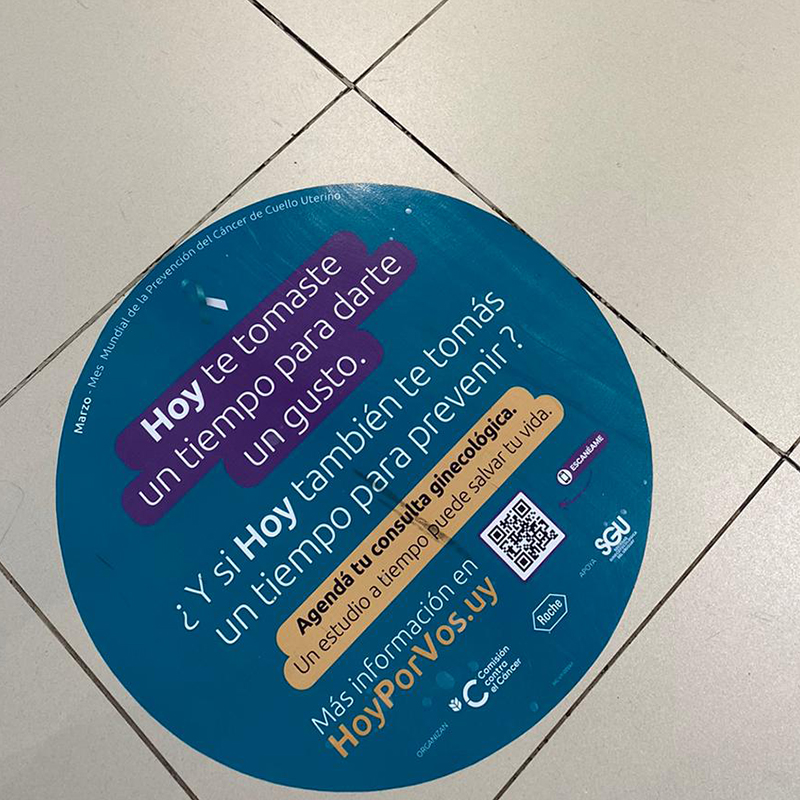 Marzo - Mes Mundial de la Prevención del Cáncer de Cuello Uterino
Hoy te tomaste
un tiempo para darte
un gusto.
¿Y si Hoy también te tomás
un tiempo para prevenir?
Agendá tu consulta ginecológica.
Un estudio a tiempo puede salvar tu vida.
ESCANÉAME
Más información en
HoyPorVos.uy
ORGANIZAN
Comisión
contra
el Cáncer
Roche
APOYA
SGU